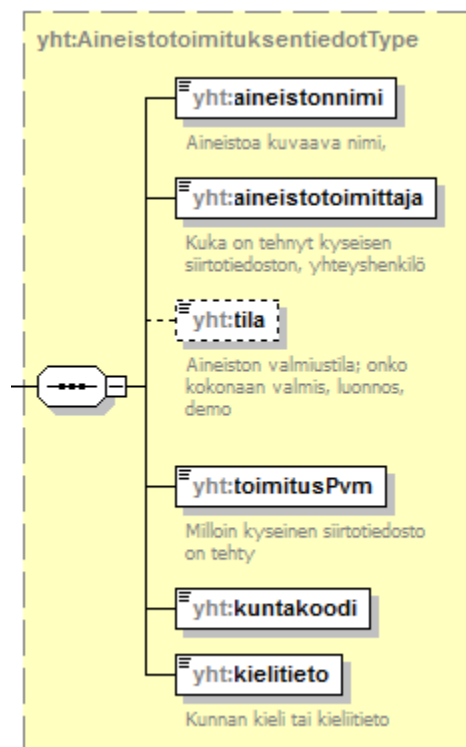 yht:AineistotoimituksentiedotType
yht:aineistonnimi
Aineistoa kuvaava nimi,
yht:aineistotoimittaja
Kuka on tehnyt kyseisen
siirtotiedoston, yhteyshenkilö
yht:tila
Aineiston valmiustila; onko
kokonaan valmis, luonnos,
demo
yht:toimitusPvm
Milloin kyseinen siirtotiedosto
on tehty
yht:kuntakoodi
yht:kielitieto
Kunnan kieli tai kieliitieto